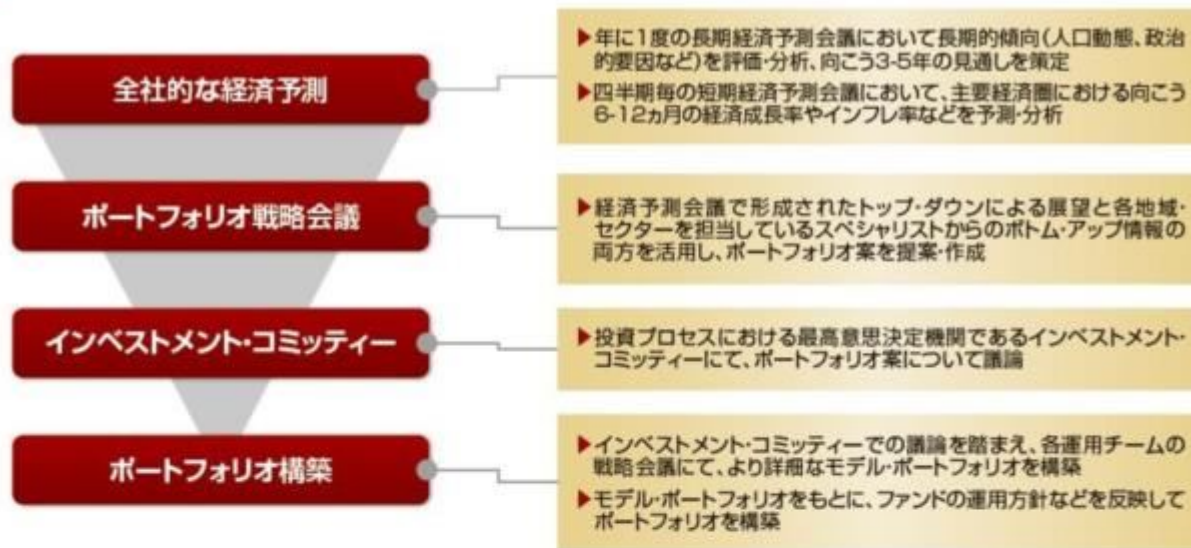 全社的な経済予測
▶年に1度の長期経済予測会議において長期的傾向(人口動態、政治
的要因など)を評価・分析、向こう3-5年の見通しを策定
▶四半期毎の短期経済予測会議において、主要経済圏における向こう
6-12ヵ月の経済成長率やインフレ率などを予測・分析
ポートフォリオ戦略会議
▶経済予測会議で形成されたトップ・ダウンによる展望と各地域・
セクターを担当しているスペシャリストからのボトム・アップ情報の
両方を活用し、ポートフォリオ案を提案・作成
インベストメント・コミッティー
▶投資プロセスにおける最高意思決定機関であるインベストメント・
コミッティーにて、ポートフォリオ案について議論
ポートフォリオ構築
▶インベストメント・コミッティーでの議論を踏まえ、各運用チームの
戦略会議にて、より詳細なモデル・ポートフォリオを構築
▶モデル・ポートフォリオをもとに、ファンドの運用方針などを反映して
ポートフォリオを構築